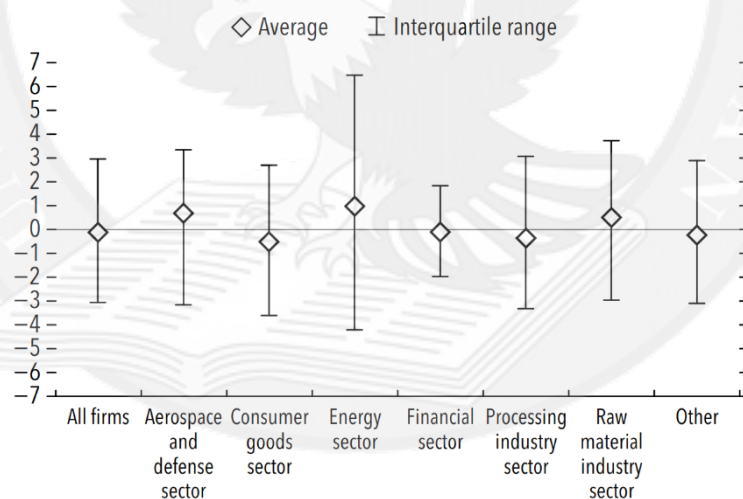 Average Interquartile range
7
6
5
4
3
2
1
0
−1
−2
−3
−4
−5
−6
−7
All firms
Aerospace
and
defense
sector
Consumer
goods
sector
Energy
sector
Financial
sector
Processing
industry
sector
Raw
material
industry
sector
Other